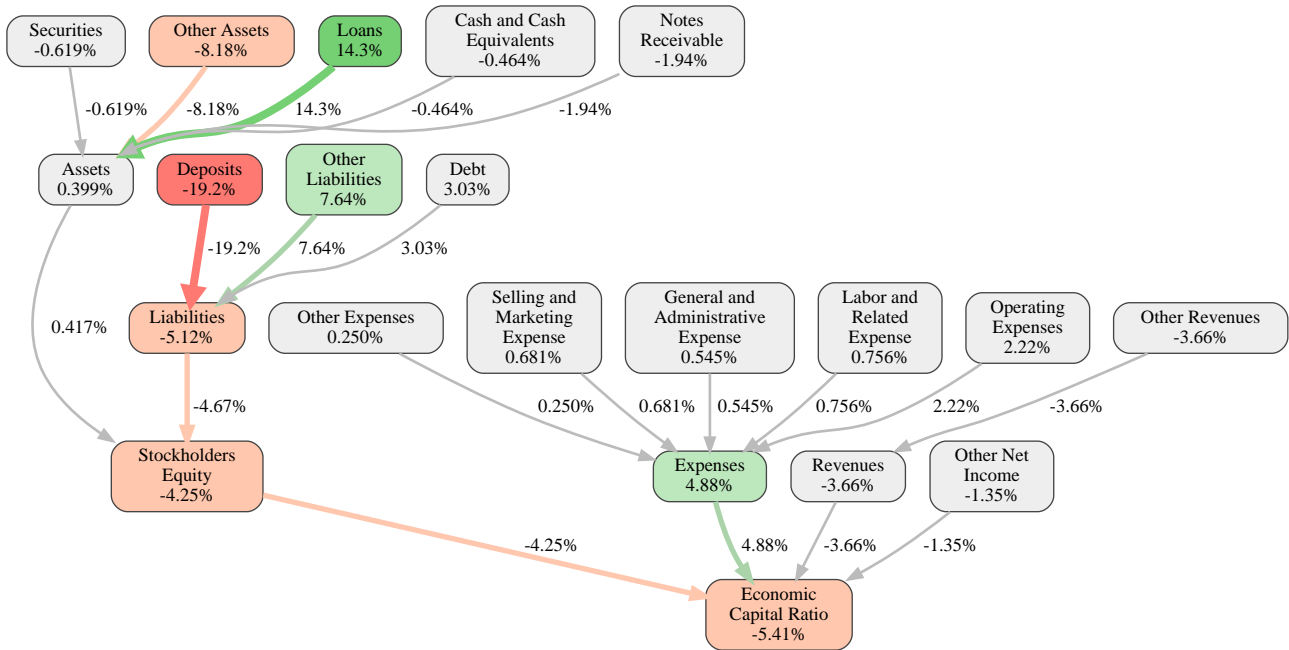 Securities
-0.619%
Other Assets
-8.18%
Loans
14.3%
Cash and Cash
Equivalents
-0.464%
Notes
Receivable
-1.94%
-0.619%
-8.18%
14.3%
-0.464%
-1.94%
Assets
0.399%
Deposits
-19.2%
Other
Liabilities
7.64%
Debt
3.03%
-19.2%
7.64%
3.03%
0.417%
Liabilities
-5.12%
Other Expenses
0.250%
Selling and
Marketing
Expense
0.681%
General and
Administrative
Expense
0.545%
Labor and
Related
Expense
0.756%
Operating
Expenses
2.22%
Other Revenues
-3.66%
-4.67%
0.250%
0.681%
0.545%
0.756%
2.22%
-3.66%
Stockholders
Equity
-4.25%
Expenses
4.88%
Revenues
-3.66%
Other Net
Income
-1.35%
-4.25%
4.88%
-3.66%
-1.35%
Economic
Capital Ratio
-5.41%